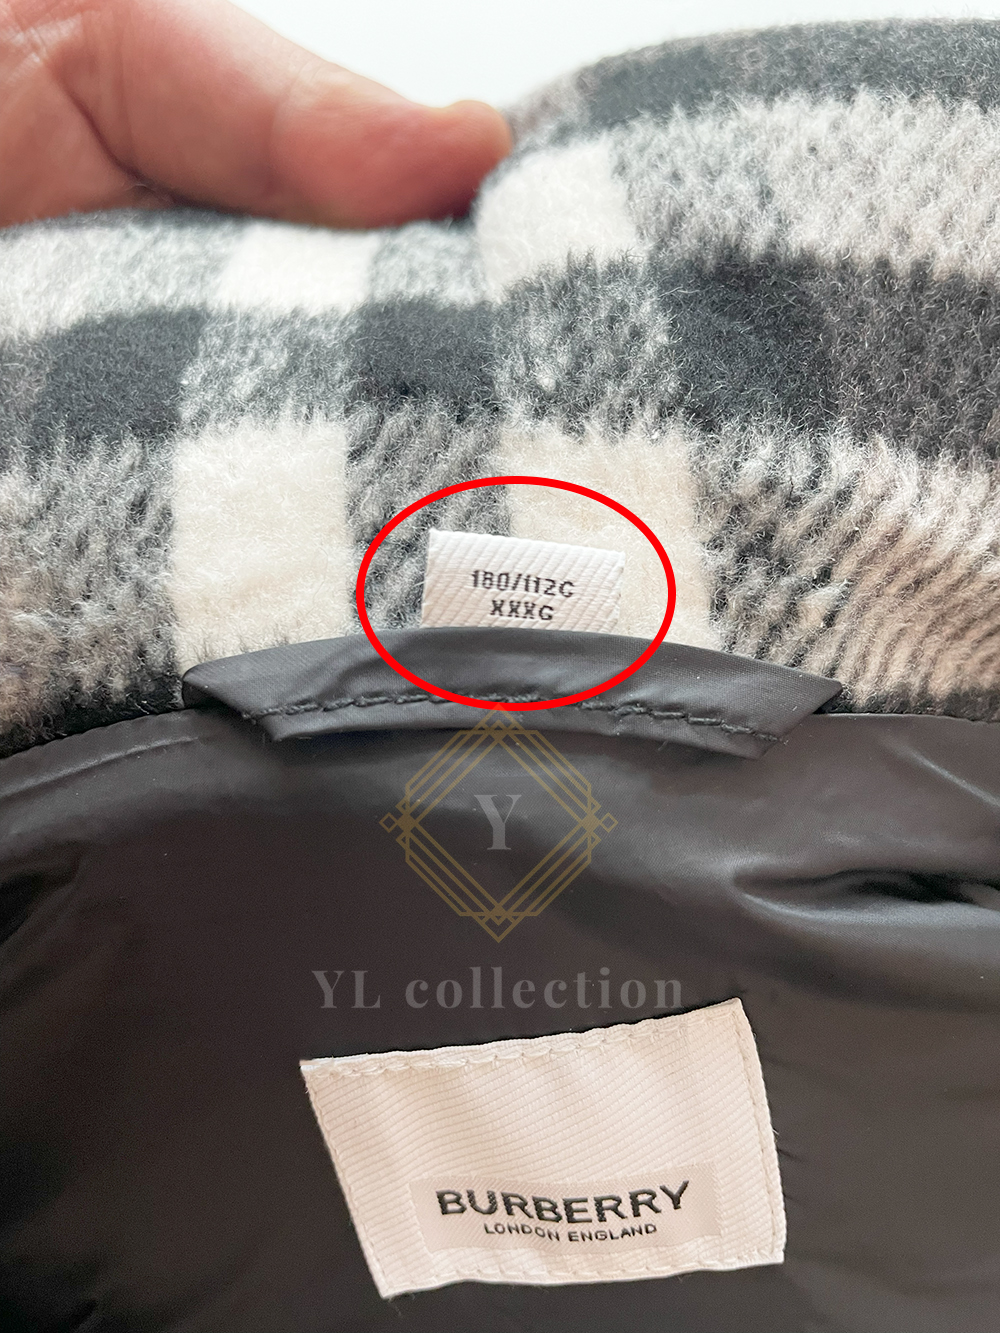 180/112C
XXXG
Y
YL collection
BURBERRY
LONDON ENGLAND